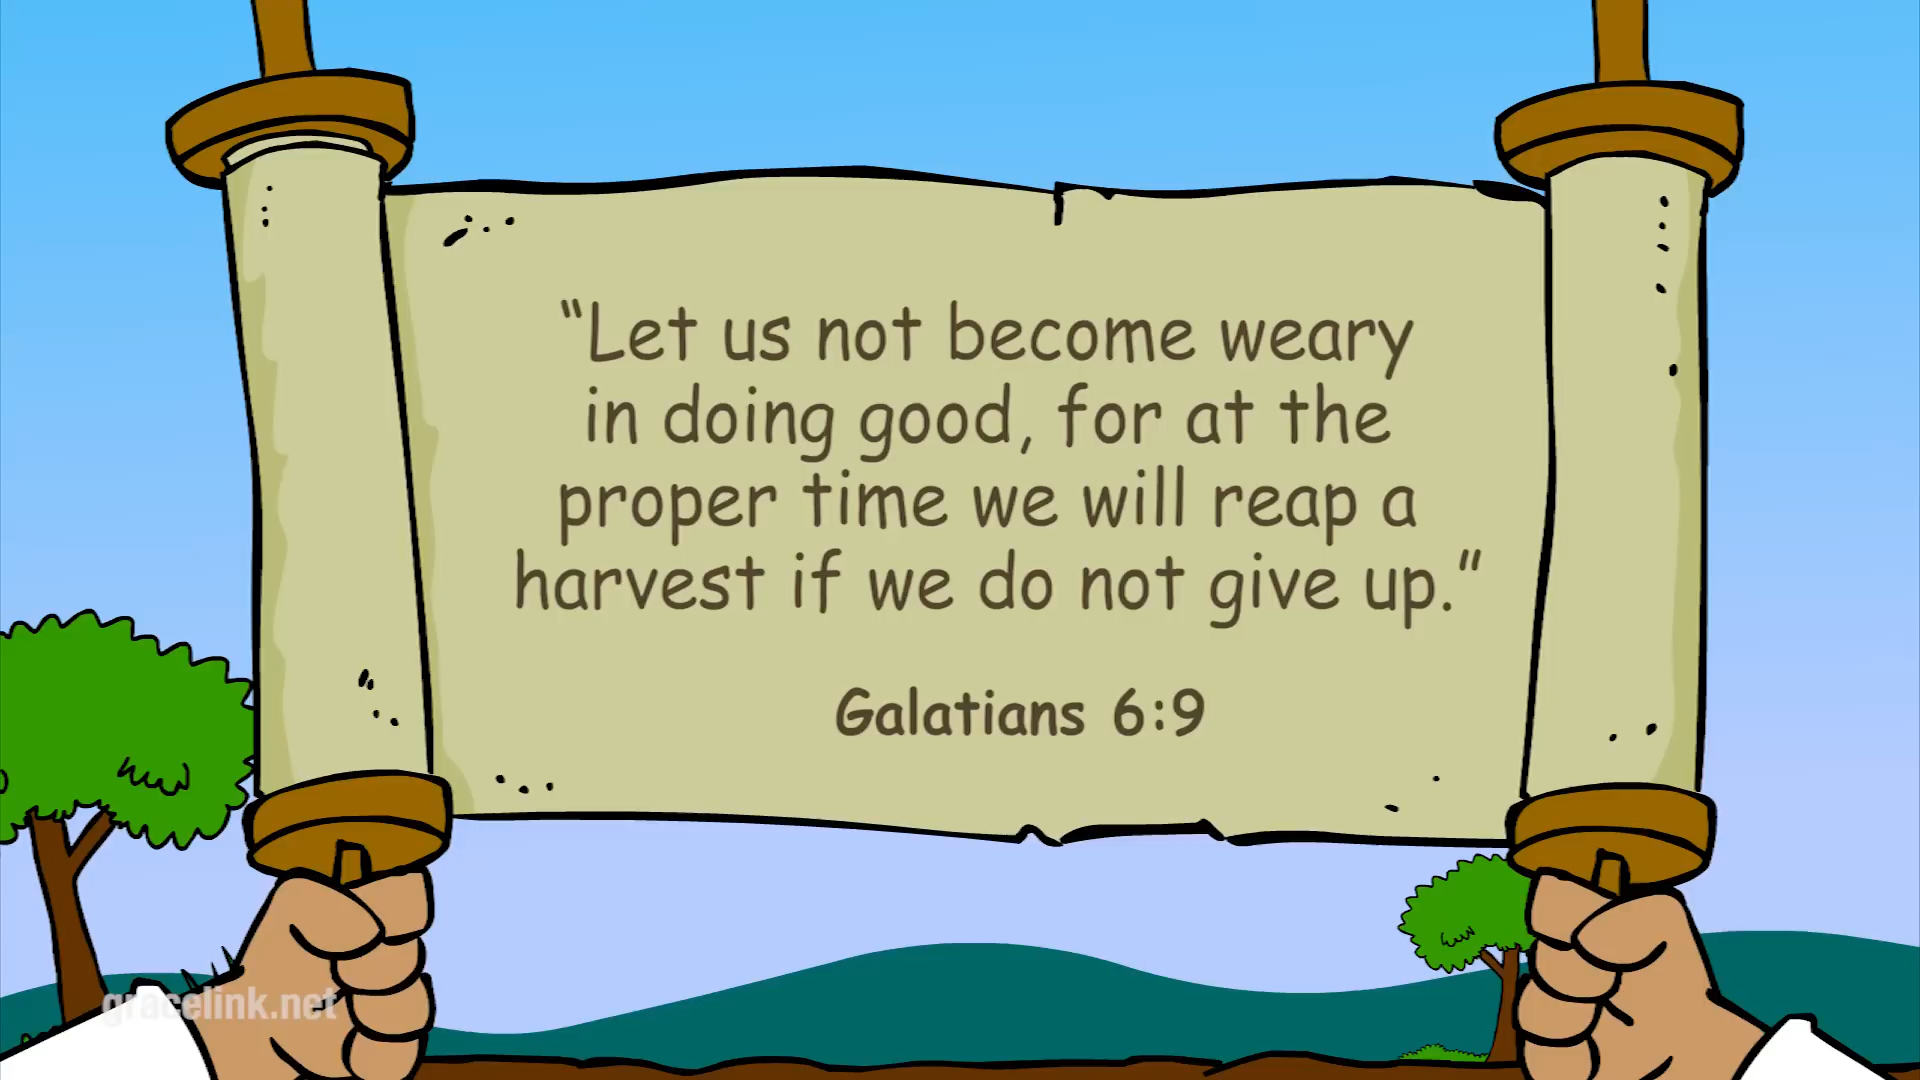 “Let us not become weary
in doing good, for at the
proper time we will reap a
harvest if we do not give up.”
Galatians 6:9
gracelink.net